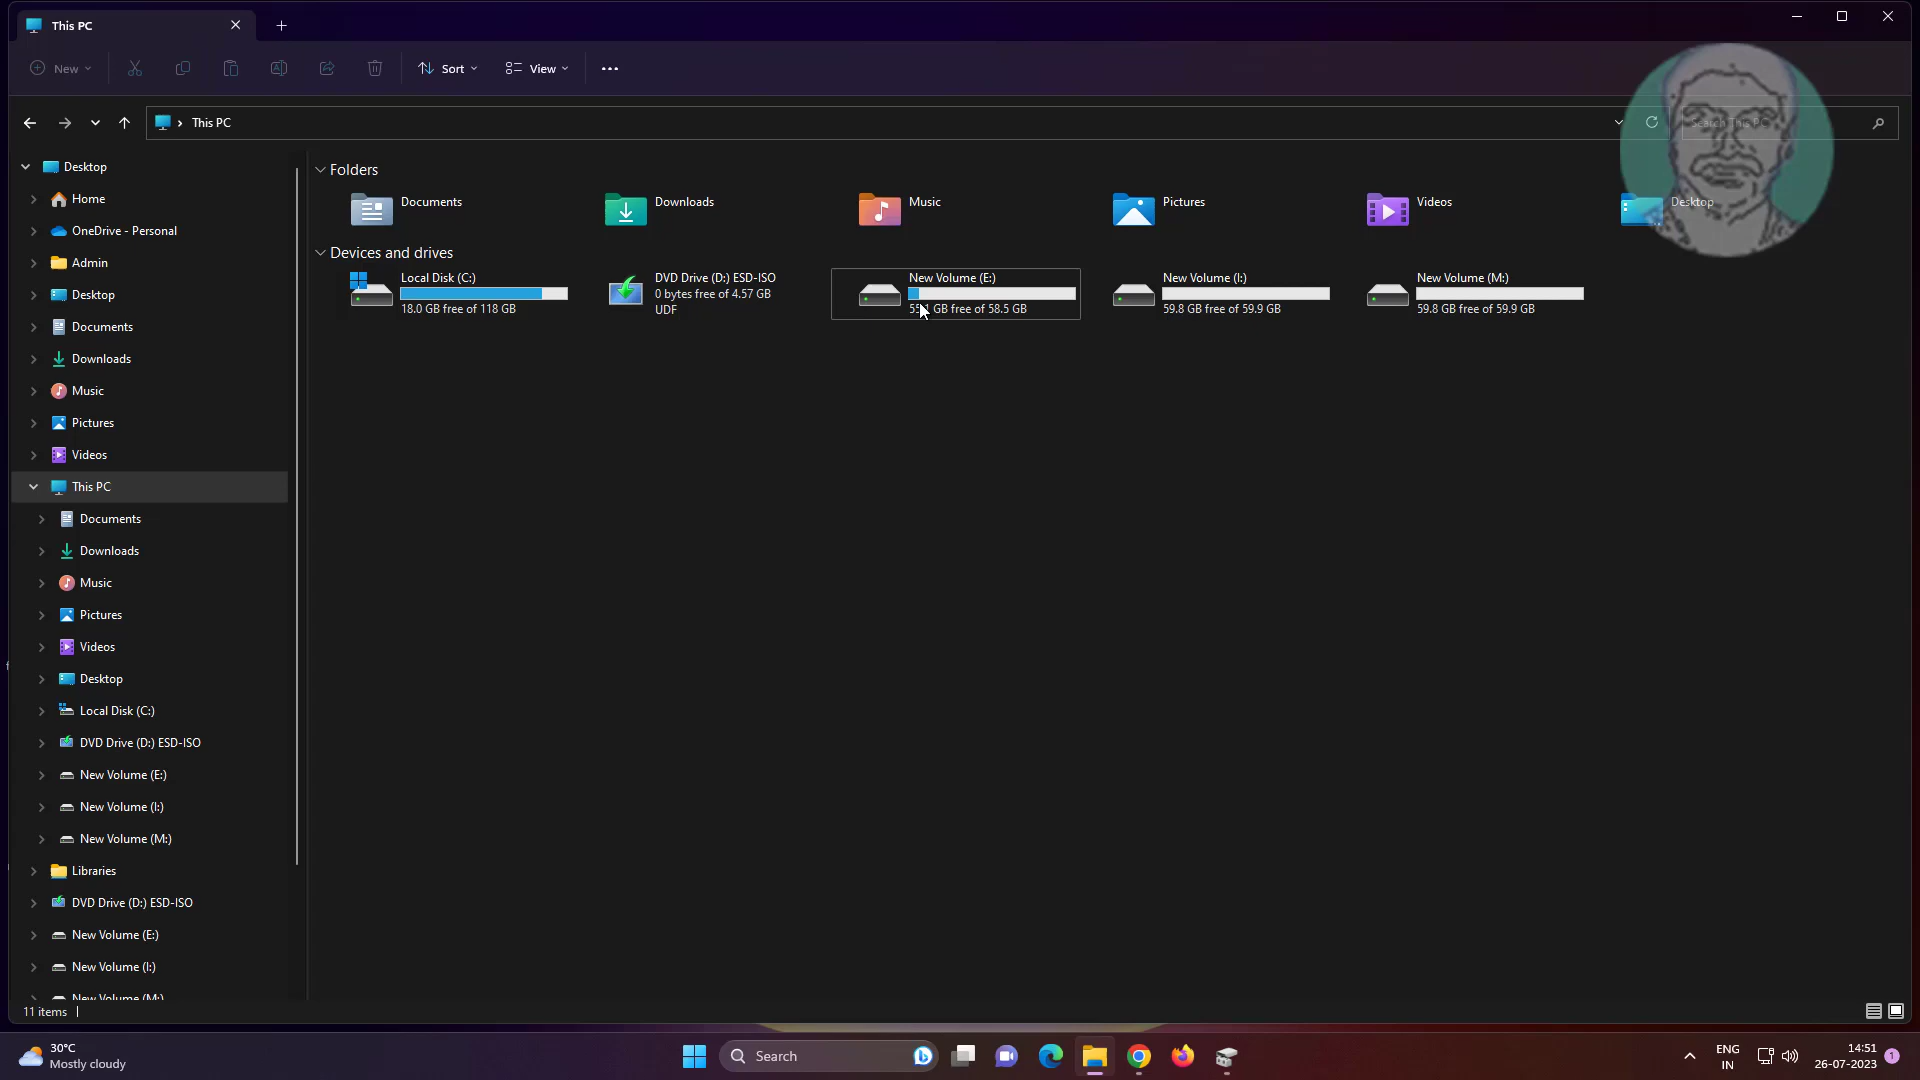 This PC
New
Sort
View
This PC
Search This PC
Desktop
Home
OneDrive - Personal
Admin
Desktop
Documents
Downloads
Music
Pictures
Videos
This PC
Documents
Downloads
Music
Pictures
Videos
Desktop
Local Disk (C:)
DVD Drive (D:) ESD-ISO
New Volume (E:)
New Volume (I:)
New Volume (M:)
Libraries
DVD Drive (D:) ESD-ISO
New Volume (E:)
New Volume (I:)
New Volume (M:)
Folders
Documents
Downloads
Music
Pictures
Videos
Desktop
Devices and drives
Local Disk (C:)
18.0 GB free of 118 GB
DVD Drive (D:) ESD-ISO
0 bytes free of 4.57 GB
UDF
New Volume (E:)
GB free of 58.5 GB
New Volume (I:)
59.8 GB free of 59.9 GB
New Volume (M:)
59.8 GB free of 59.9 GB
11 items
30°C
Mostly cloudy
Search
ENG
IN
14:51
26-07-2023
1